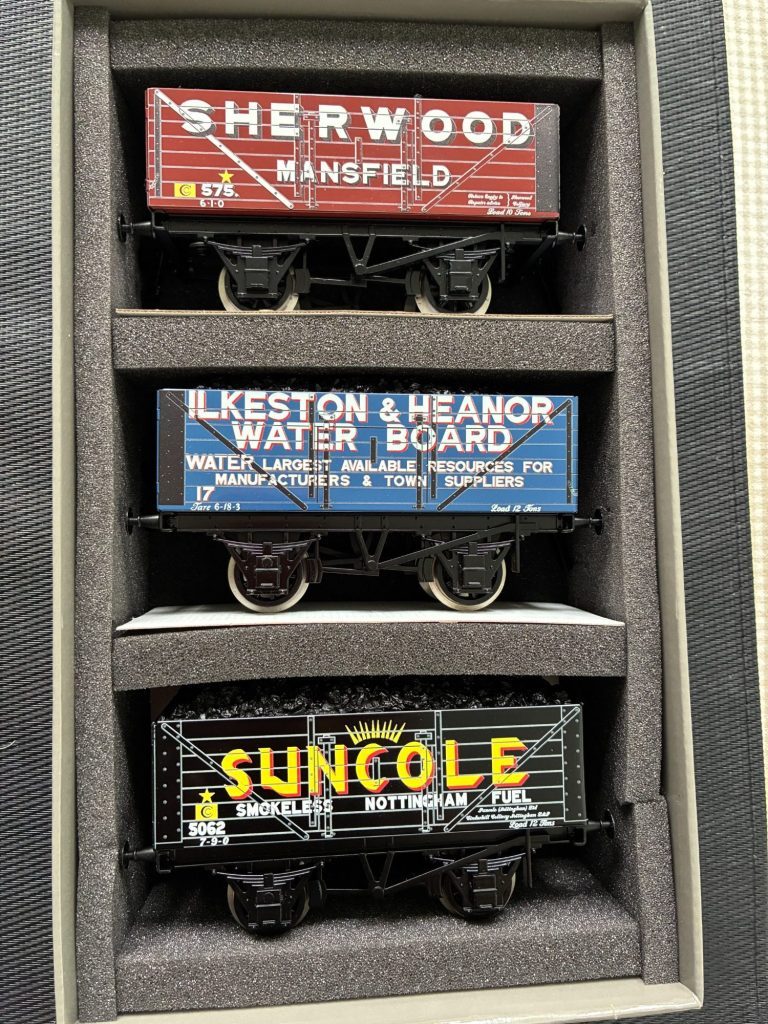 SHERWOOD
MANSFIELD
C 575.
6-1-0
Load 10 Tons
ILKESTON & HEANOR
WATER BOARD
WATER LARGEST AVAILABLE RESOURCES FOR
MANUFACTURERS & TOWN SUPPLIERS
17
Tare 6-18-3
Load 12 Tons
SUNCOLE
SMOKELESS NOTTINGHAM FUEL
C
5062
7-9-0
Load 12 Tons